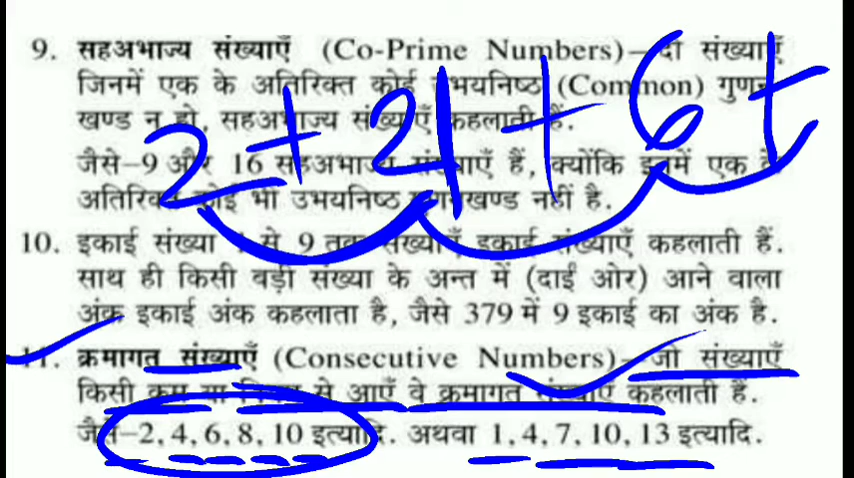 9. सहअभाज्य संख्याएँ (Co-Prime Numbers)–दो संख्याएँ
जिनमें एक के अतिरिक्त कोई उभयनिष्ठ (Common) गुणन-
खण्ड न हो, सहअभाज्य संख्याएँ कहलाती हैं.
जैसे–9 और 16 सहअभाज्य संख्याएँ हैं, क्योंकि इनमें एक के
अतिरिक्त कोई भी उभयनिष्ठ गुणनखण्ड नहीं है.
10. इकाई संख्या 1 से 9 तक संख्याएँ इकाई संख्याएँ कहलाती हैं.
साथ ही किसी बड़ी संख्या के अन्त में (दाईं ओर) आने वाला
अंक इकाई अंक कहलाता है, जैसे 379 में 9 इकाई का अंक है.
11. क्रमागत संख्याएँ (Consecutive Numbers)–जो संख्याएँ
किसी क्रम या नियम से आएँ वे क्रमागत संख्याएँ कहलाती हैं.
जैसे–2, 4, 6, 8, 10 इत्यादि. अथवा 1, 4, 7, 10, 13 इत्यादि.